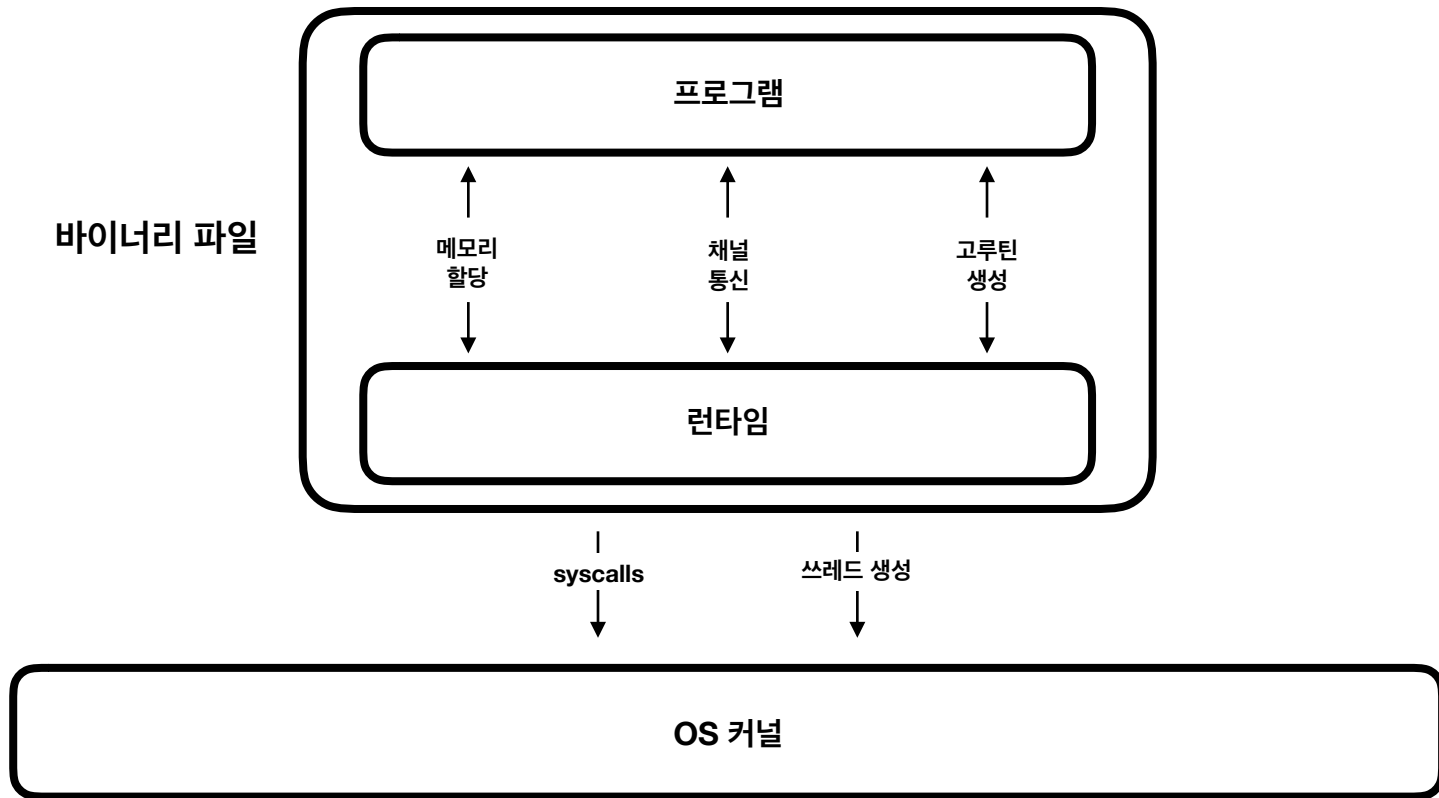 프로그램
바이너리 파일
메모리
할당
채널
통신
고루틴
생성
런타임
syscalls
쓰레드 생성
OS 커널